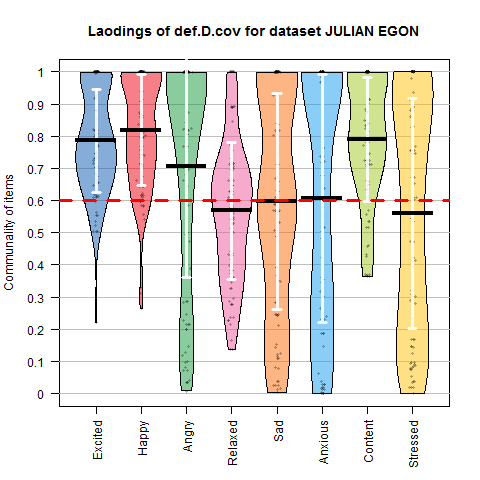 Laodings of def.D.cov for dataset JULIAN EGON
Communality of items
1
0.9
0.8
0.7
0.6
0.5
0.4
0.3
0.2
0.1
0
Excited
Happy
Angry
Relaxed
Sad
Anxious
Content
Stressed